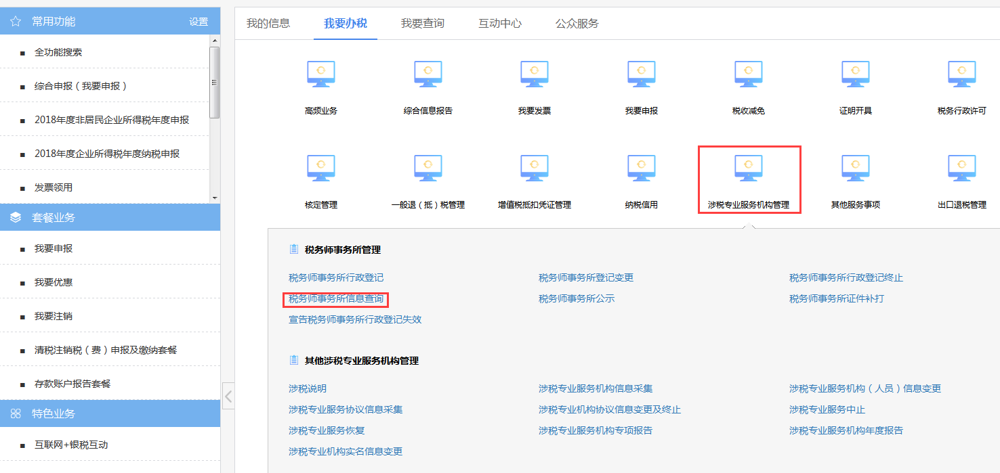 常用功能 设置
全功能搜索
综合申报（我要申报）
2018年度非居民企业所得税年度申报
2018年度企业所得税年度纳税申报
发票领用
套餐业务
我要申报
我要优惠
我要注销
清税注销税（费）申报及缴纳套餐
存款账户报告套餐
特色业务
互联网+银税互动
我的信息 我要办税 我要查询 互动中心 公众服务
高频业务 综合信息报告 我要发票 我要申报 税收减免 证明开具 税务行政许可
核定管理 一般退（抵）税管理 增值税抵扣凭证管理 纳税信用 涉税专业服务机构管理 其他服务事项 出口退税管理
税务师事务所管理
税务师事务所行政登记 税务师事务所登记变更 税务师事务所行政登记终止
税务师事务所信息查询 税务师事务所公示 税务师事务所证件补打
宣告税务师事务所行政登记失效
其他涉税专业服务机构管理
涉税说明 涉税专业服务机构信息采集 涉税专业服务机构（人员）信息变更
涉税专业服务协议信息采集 涉税专业机构协议信息变更及终止 涉税专业服务中止
涉税专业服务恢复 涉税专业服务机构专项报告 涉税专业服务机构年度报告
涉税专业机构实名信息变更